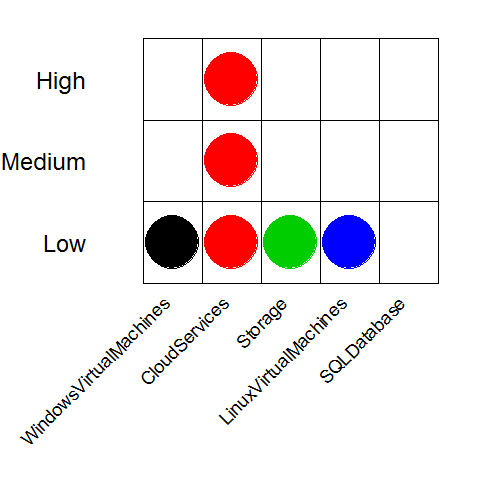 High
Medium
Low
WindowsVirtualMachines
CloudServices
Storage
LinuxVirtualMachines
SQLDatabase